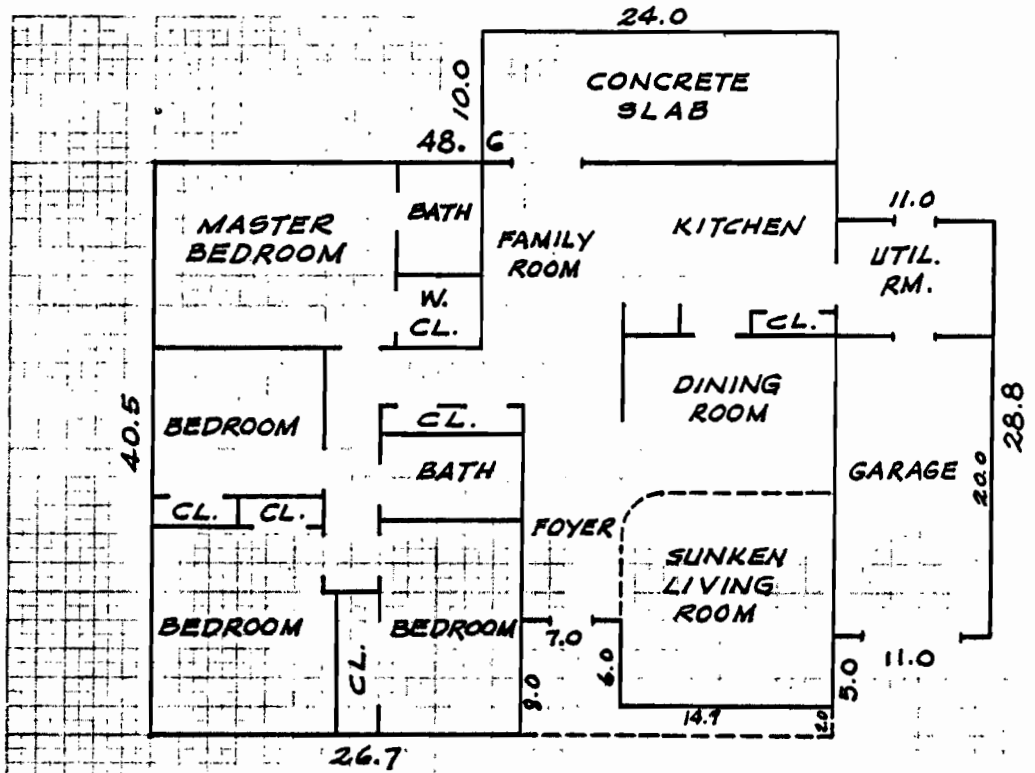 24.0
10.0
CONCRETE
SLAB
48.6
11.0
MASTER
BEDROOM
BATH
FAMILY
ROOM
KITCHEN
UTIL.
RM.
W.
CL.
CL.
DINING
ROOM
40.5
BEDROOM
CL.
BATH
28.8
GARAGE
20.0
CL.
CL.
FOYER
SUNKEN
LIVING
ROOM
BEDROOM
CL.
BEDROOM
7.0
6.0
8.0
5.0
11.0
14.9
2.0
26.7